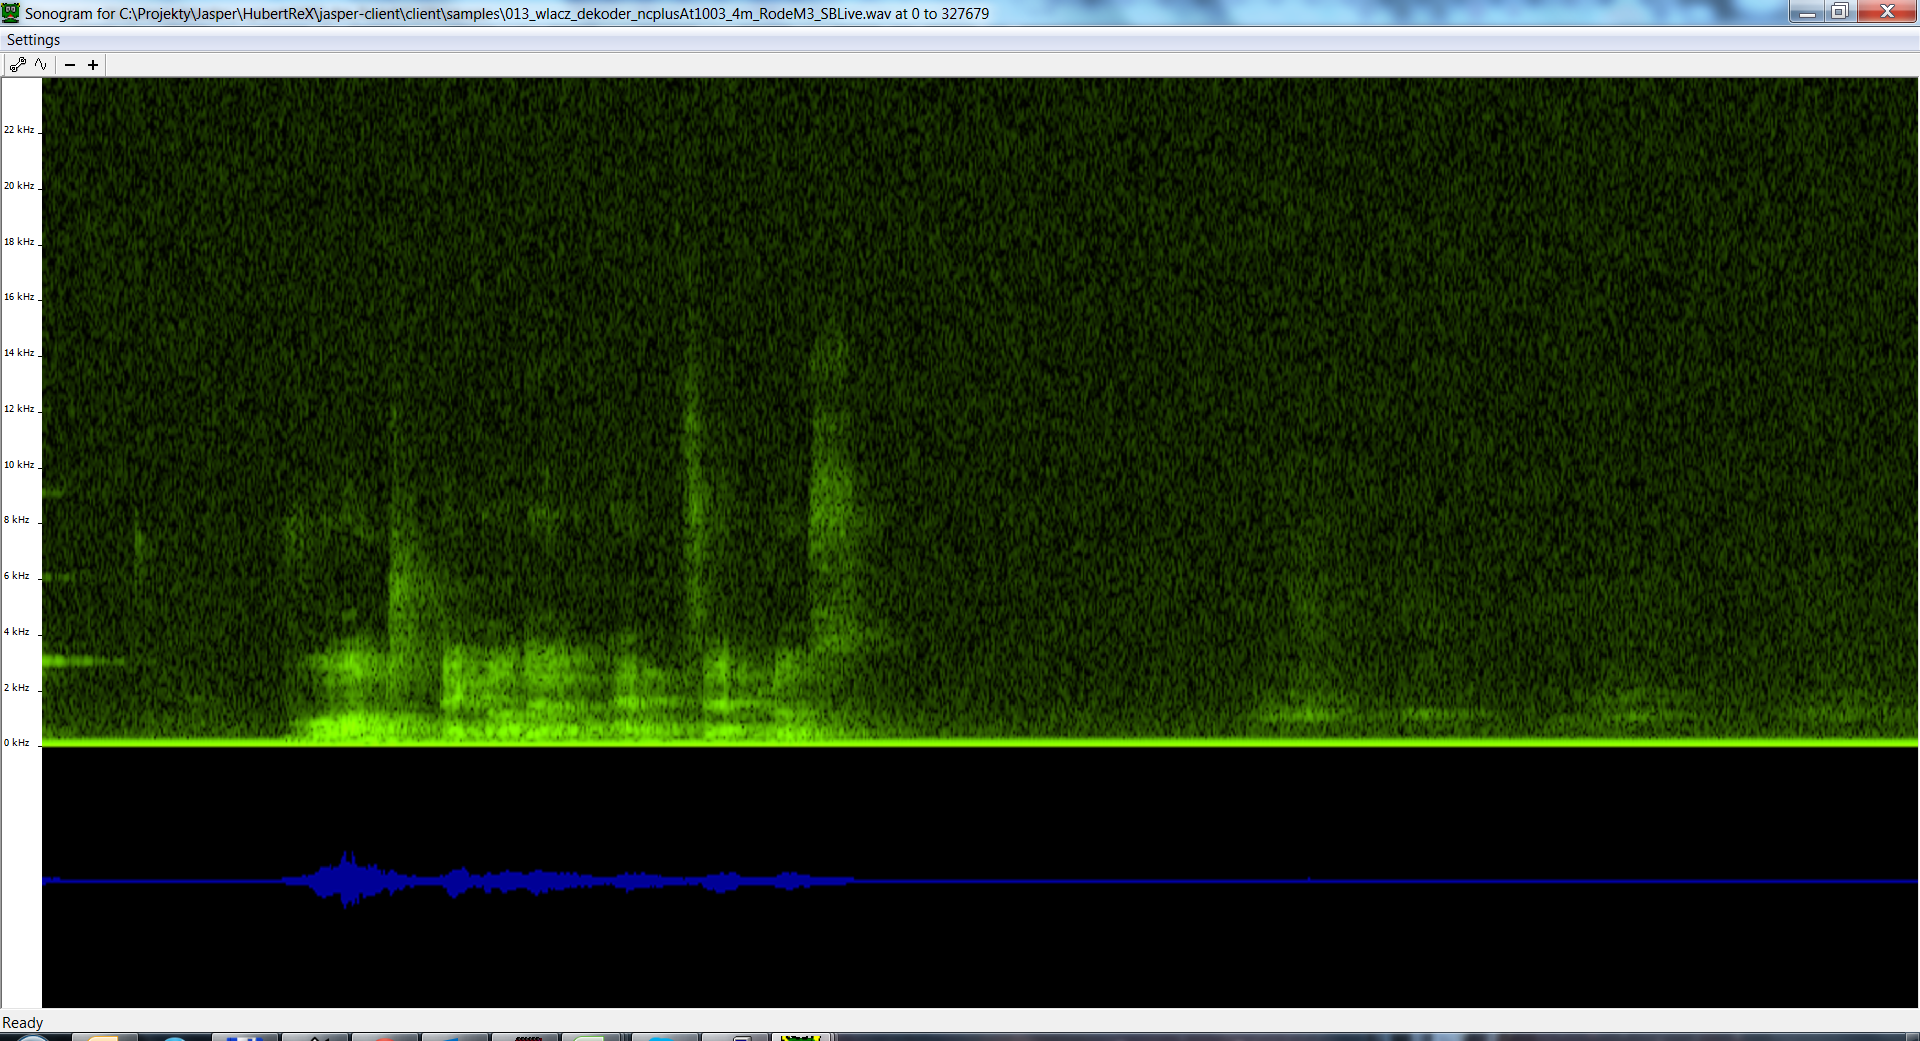 Sonogram for C:\Projekty\Jasper\HubertReX\jasper-client\client\samples\013_wlacz_dekoder_ncplusAt1003_4m_RodeM3_SBLive.wav at 0 to 327679
Settings
22 kHz
20 kHz
18 kHz
16 kHz
14 kHz
12 kHz
10 kHz
8 kHz
6 kHz
4 kHz
2 kHz
0 kHz
Ready